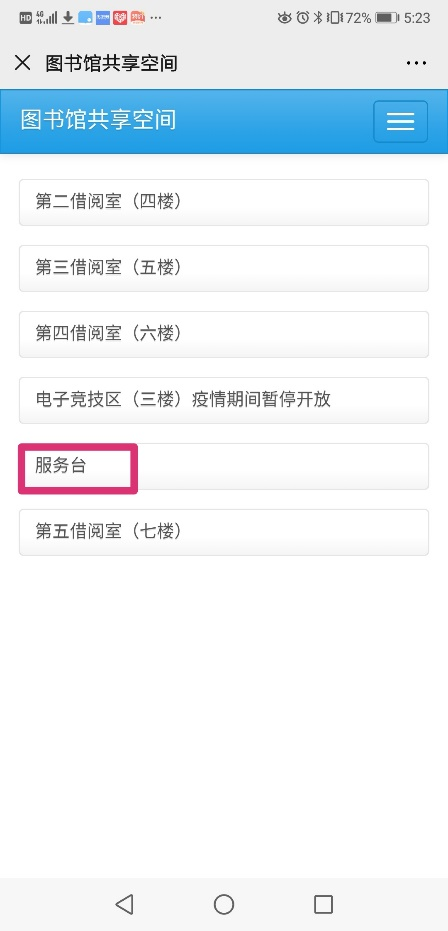 HD 4G 72% 5:23
图书馆共享空间
图书馆共享空间
第二借阅室（四楼）
第三借阅室（五楼）
第四借阅室（六楼）
电子竞技区（三楼）疫情期间暂停开放
服务台
第五借阅室（七楼）